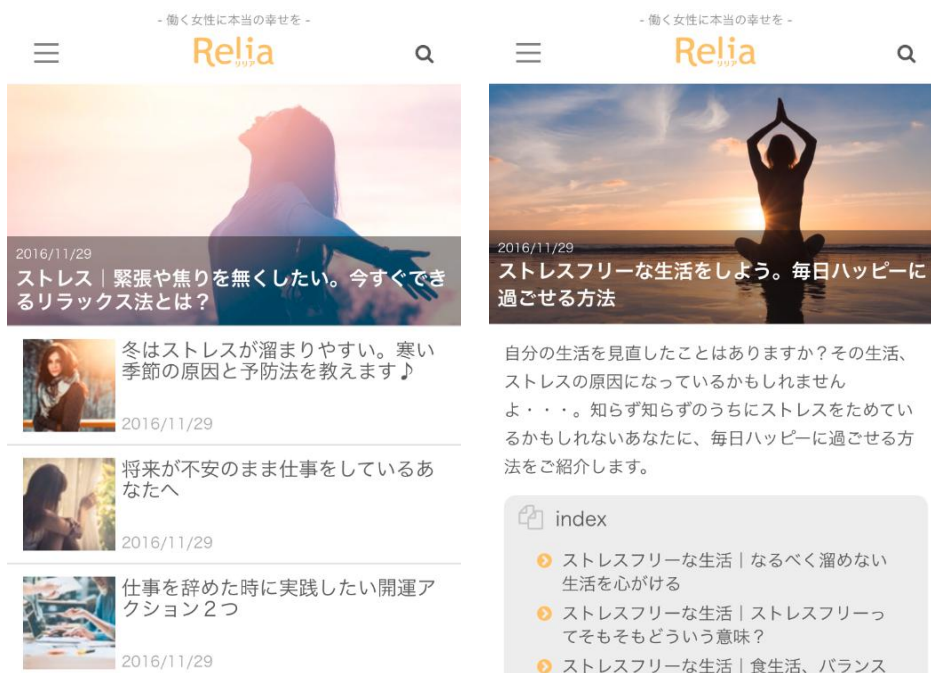 - 働く女性に本当の幸せを -
Relia
リリア
2016/11/29
ストレス｜緊張や焦りを無くしたい。今すぐでき
るリラックス法とは？
冬はストレスが溜まりやすい。寒い
季節の原因と予防法を教えます♪
2016/11/29
将来が不安のまま仕事をしているあ
なたへ
2016/11/29
仕事を辞めた時に実践したい開運ア
クション２つ
2016/11/29
- 働く女性に本当の幸せを -
Relia
リリア
2016/11/29
ストレスフリーな生活をしよう。毎日ハッピーに
過ごせる方法
自分の生活を見直したことはありますか？その生活、
ストレスの原因になっているかもしれません
よ・・・。知らず知らずのうちにストレスをためてい
るかもしれないあなたに、毎日ハッピーに過ごせる方
法をご紹介します。
index
ストレスフリーな生活｜なるべく溜めない
生活を心がける
ストレスフリーな生活｜ストレスフリーっ
てそもそもどういう意味？
ストレスフリーな生活｜食生活、バランス